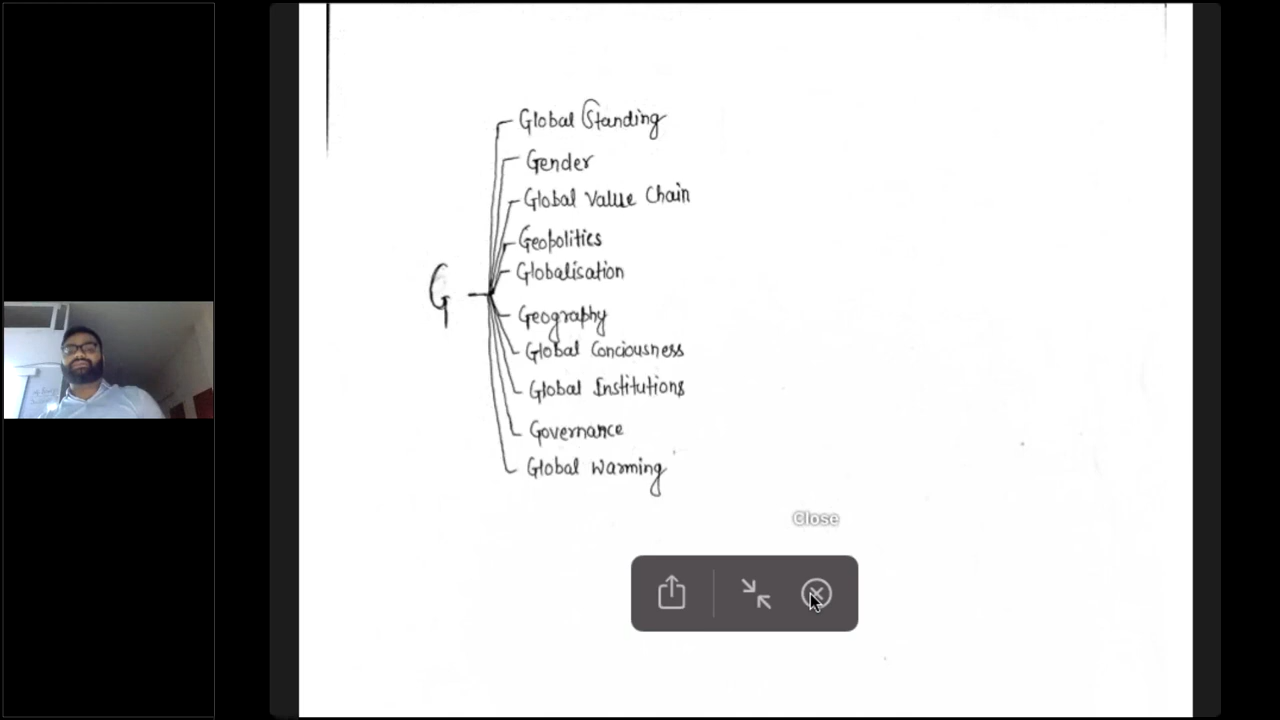 Global Standing
Gender
Global Value Chain
Geopolitics
Globalisation
G
Geography
Global Conciousness
Global Institutions
Governance
Global Warming
Close